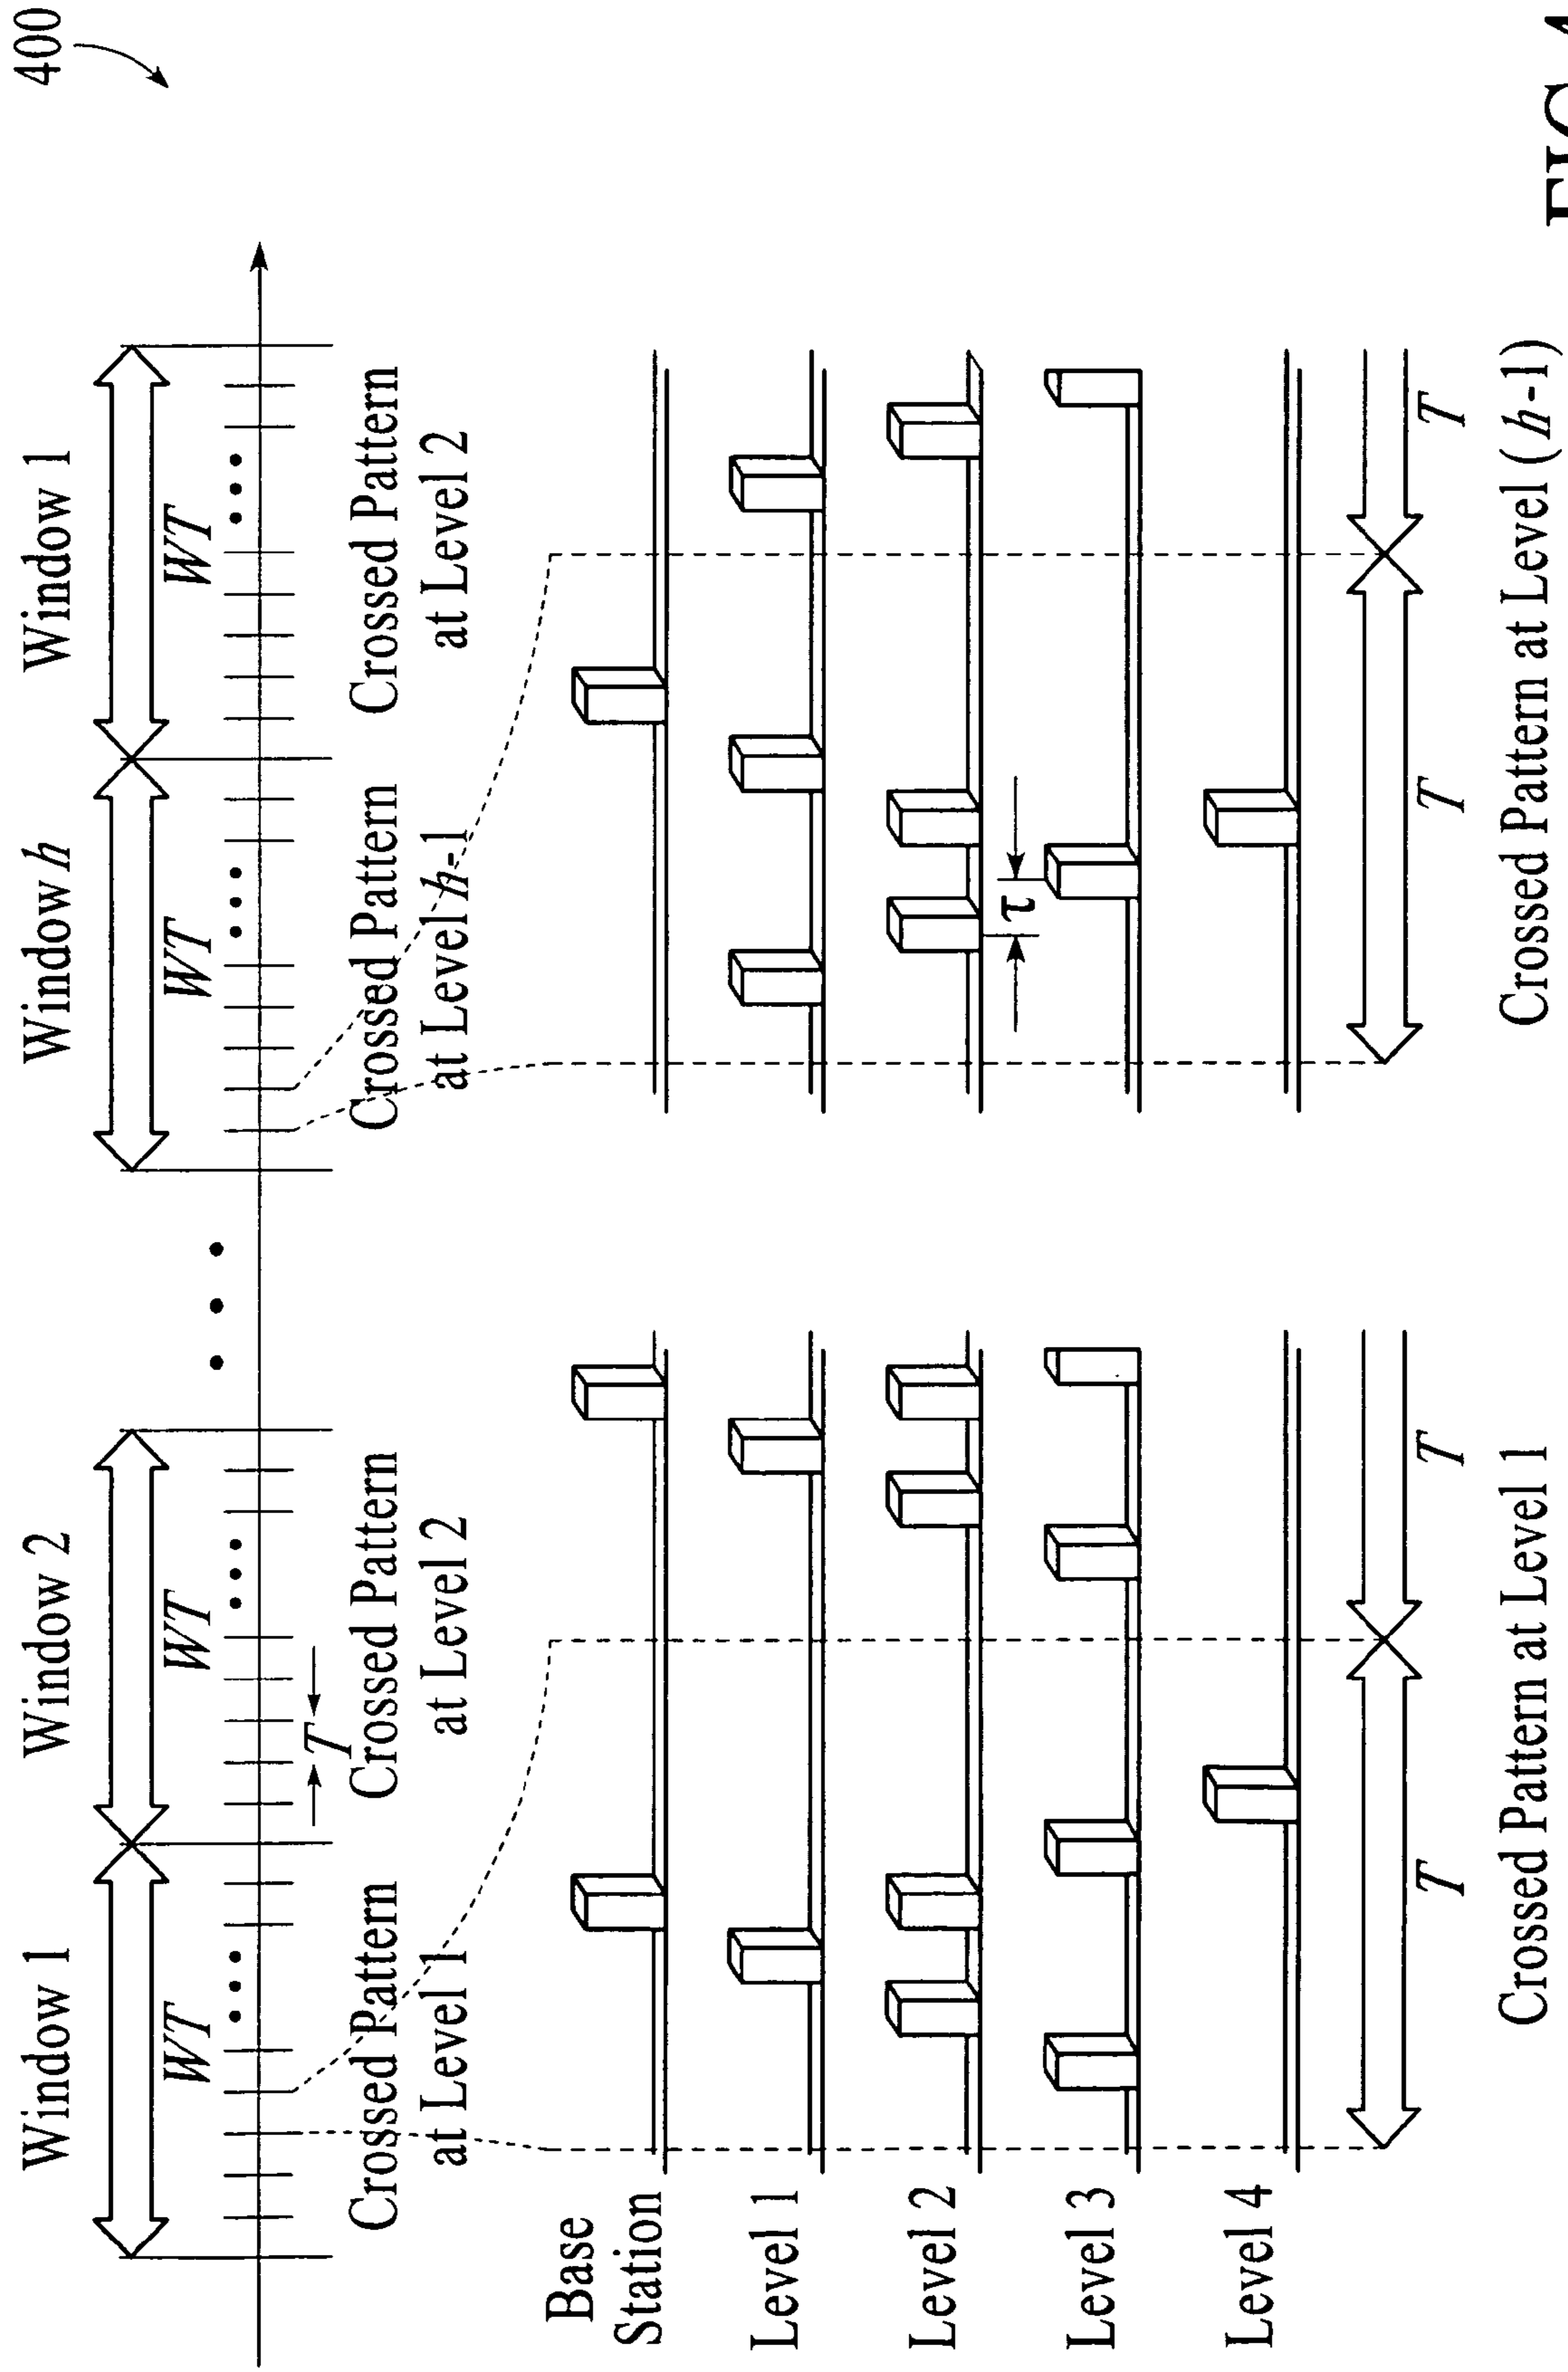 400
Window 1
Window 2
Window h
Window 1
WT
WT
WT
WT
T
Crossed Pattern
at Level 1
Crossed Pattern
at Level 2
Crossed Pattern
at Level h-1
Crossed Pattern
at Level 2
Base
Station
Level 1
Level 2
Level 3
Level 4
τ
T
T
T
T
Crossed Pattern at Level 1
Crossed Pattern at Level (h-1)